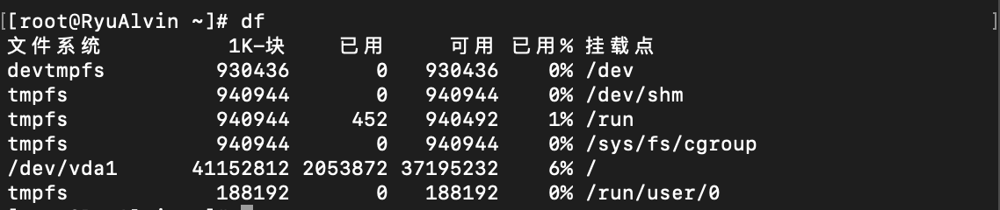 [[root@RyuAlvin ~]# df ]
文件系统 1K-块 已用 可用 已用% 挂载点
devtmpfs 930436 0 930436 0% /dev
tmpfs 940944 0 940944 0% /dev/shm
tmpfs 940944 452 940492 1% /run
tmpfs 940944 0 940944 0% /sys/fs/cgroup
/dev/vda1 41152812 2053872 37195232 6% /
tmpfs 188192 0 188192 0% /run/user/0